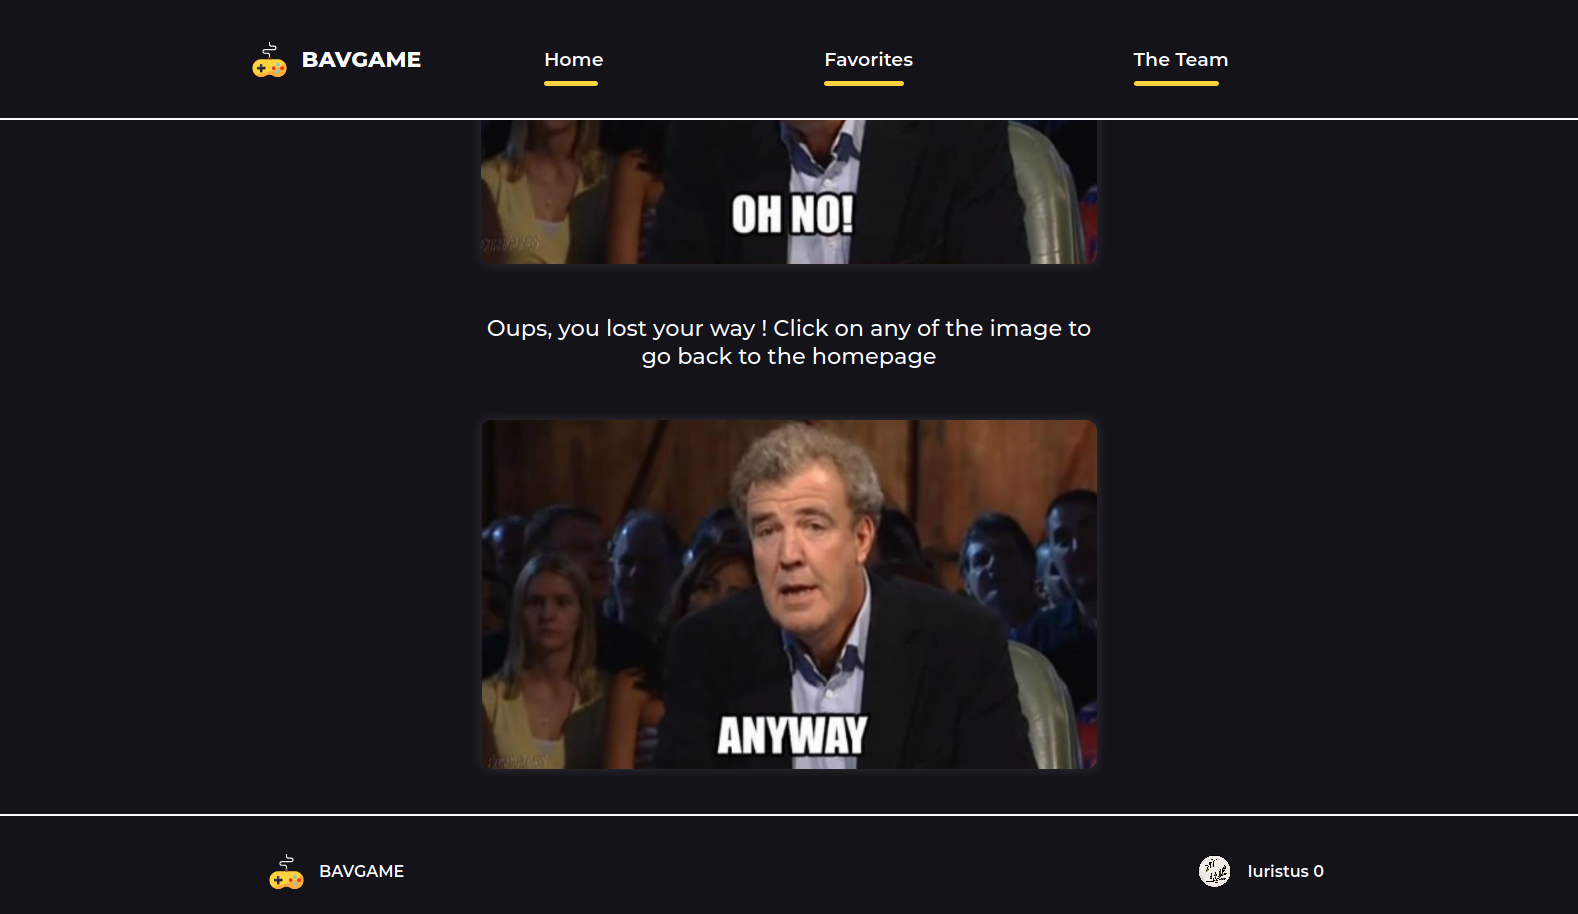 BAVGAME
Home
Favorites
The Team
OH NO!
Oups, you lost your way ! Click on any of the image to
go back to the homepage
ANYWAY
BAVGAME
Iuristus 0